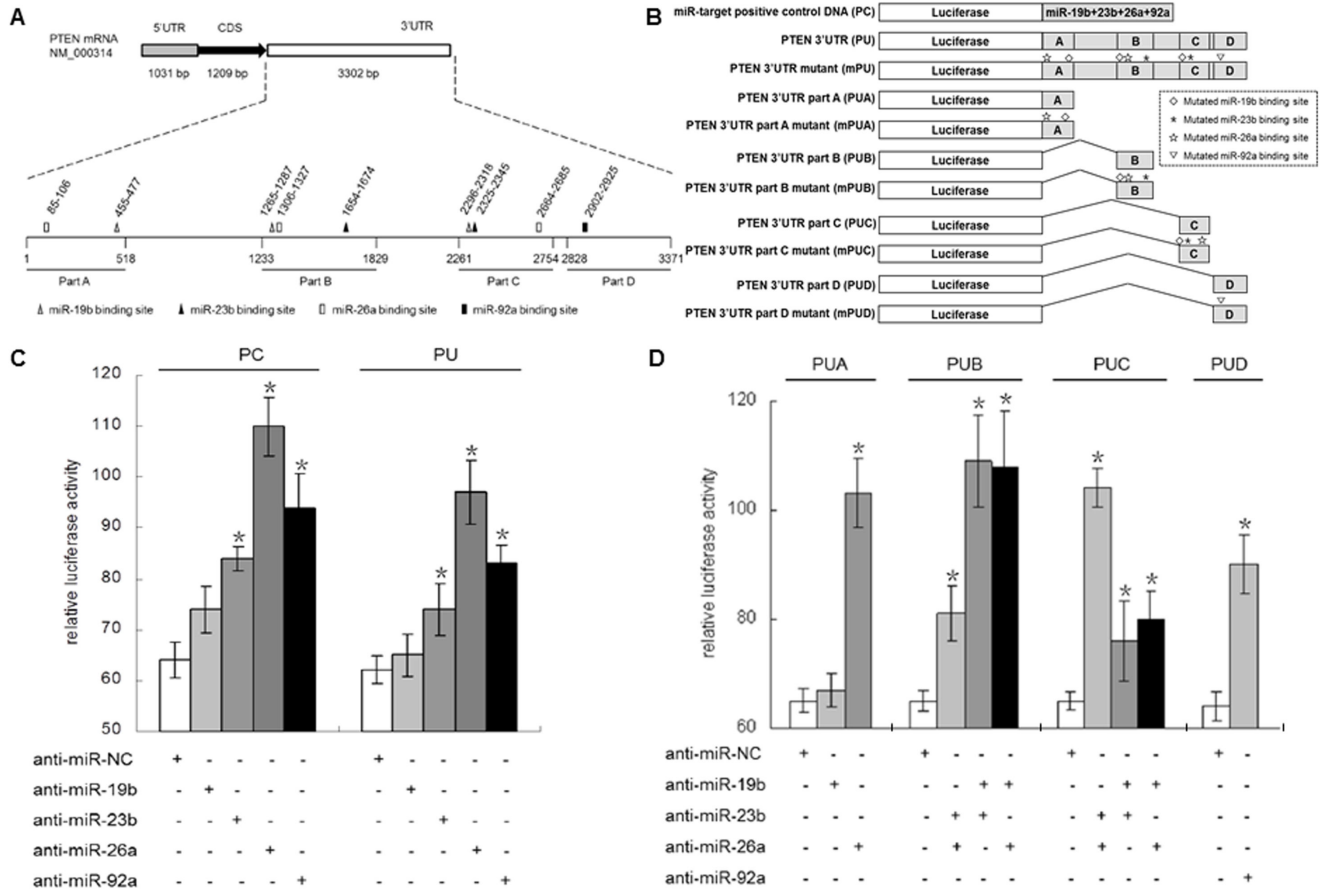 A
PTEN mRNA
NM_000314
5'UTR
CDS
3'UTR
1031 bp
1209 bp
3302 bp
85-106
455-477
1265-1287
1306-1327
1654-1674
2296-2318
2325-2345
2664-2685
2902-2925
1
518
1233
1829
2261
2754
2828
3371
Part A
Part B
Part C
Part D
miR-19b binding site
miR-23b binding site
miR-26a binding site
miR-92a binding site
B
miR-target positive control DNA (PC)
Luciferase
miR-19b+23b+26a+92a
PTEN 3'UTR (PU)
Luciferase
A
B
C
D
PTEN 3'UTR mutant (mPU)
Luciferase
A
B
C
D
PTEN 3'UTR part A (PUA)
Luciferase
A
PTEN 3'UTR part A mutant (mPUA)
Luciferase
A
PTEN 3'UTR part B (PUB)
Luciferase
B
PTEN 3'UTR part B mutant (mPUB)
Luciferase
B
PTEN 3'UTR part C (PUC)
Luciferase
C
PTEN 3'UTR part C mutant (mPUC)
Luciferase
C
PTEN 3'UTR part D (PUD)
Luciferase
D
PTEN 3'UTR part D mutant (mPUD)
Luciferase
D
Mutated miR-19b binding site
Mutated miR-23b binding site
Mutated miR-26a binding site
Mutated miR-92a binding site
C
PC
PU
relative luciferase activity
120
110
100
90
80
70
60
50
* * *
* * *
anti-miR-NC + - - - - + - - - -
anti-miR-19b - + - - - - + - - -
anti-miR-23b - - + - - - - + - -
anti-miR-26a - - - + - - - - + -
anti-miR-92a - - - - + - - - - +
D
PUA
PUB
PUC
PUD
relative luciferase activity
120
100
80
60
*
* * *
* * *
*
anti-miR-NC + - - + - - - + - - - + -
anti-miR-19b - + - - - + + - - + + - -
anti-miR-23b - - - - + + - - + + - - -
anti-miR-26a - - + - + - + - + - + - -
anti-miR-92a - - - - - - - - - - - - +